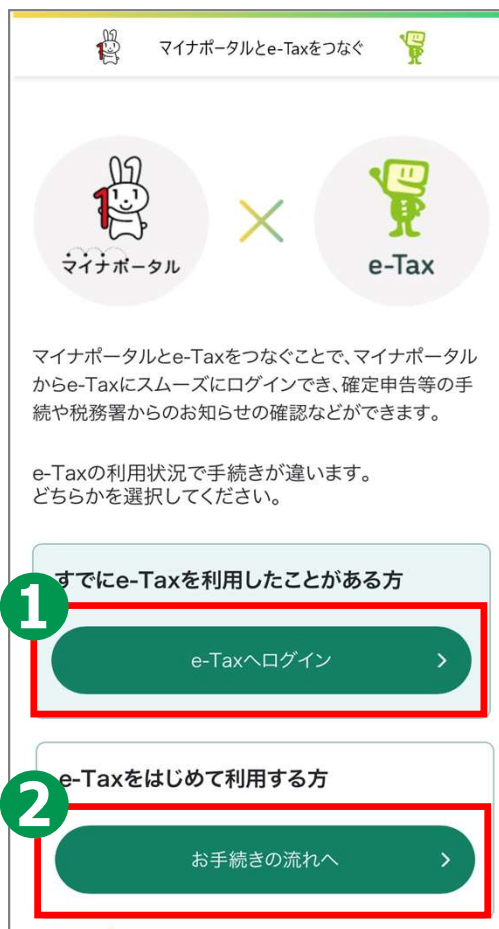 マイナポータルとe-Taxをつなぐ
1
マイナポータル
e-Tax
マイナポータルとe-Taxをつなぐことで、マイナポータル
からe-Taxにスムーズにログインでき、確定申告等の手
続や税務署からのお知らせの確認などができます。
e-Taxの利用状況で手続きが違います。
どちらかを選択してください。
すでにe-Taxを利用したことがある方
1
e-Taxへログイン
e-Taxをはじめて利用する方
2
お手続きの流れへ